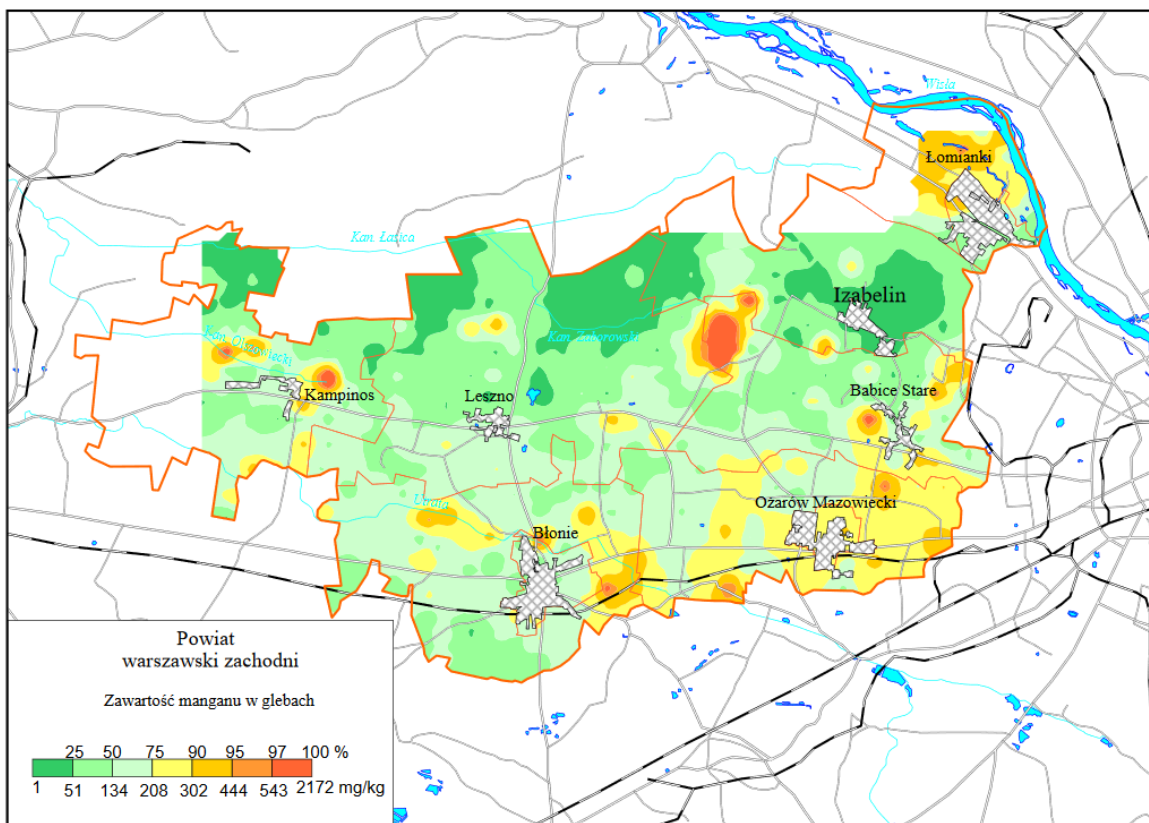 Wisła
Łomianki
Kan. Łasica
Izabelin
Kan. Zaborowski
Kan. Olszowiecki
Kampinos
Leszno
Babice Stare
Utrata
Ożarów Mazowiecki
Błonie
Powiat
warszawski zachodni
Zawartość manganu w glebach
25 50 75 90 95 97 100 %
1 51 134 208 302 444 543 2172 mg/kg